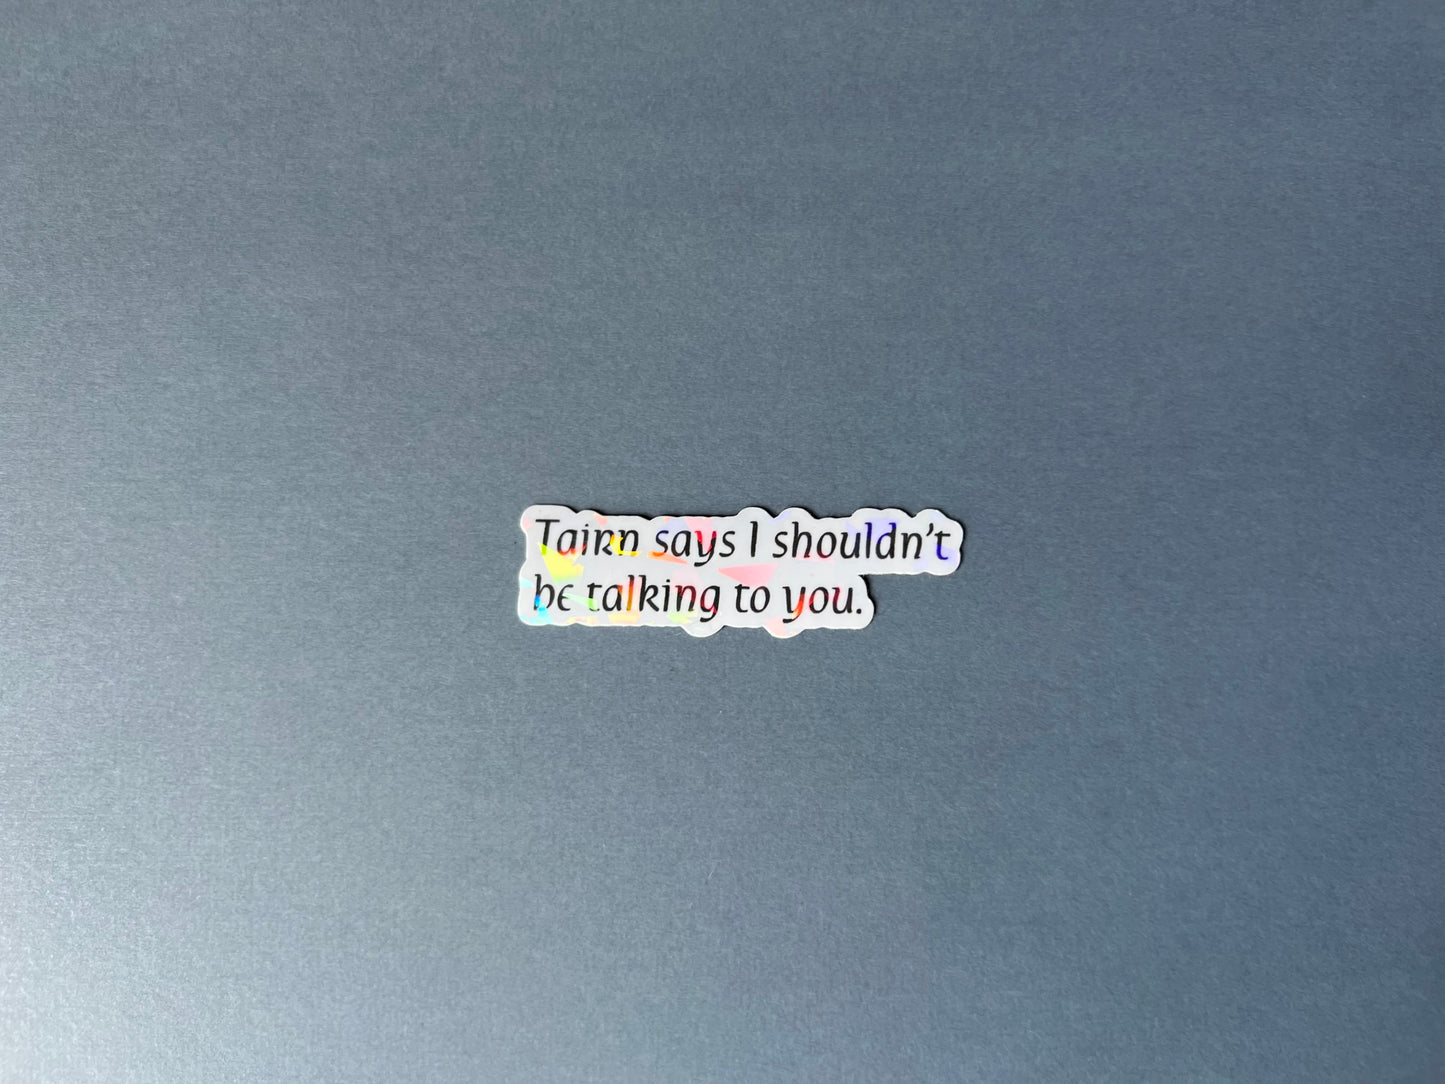 Tairn says I shouldn’t
be talking to you.